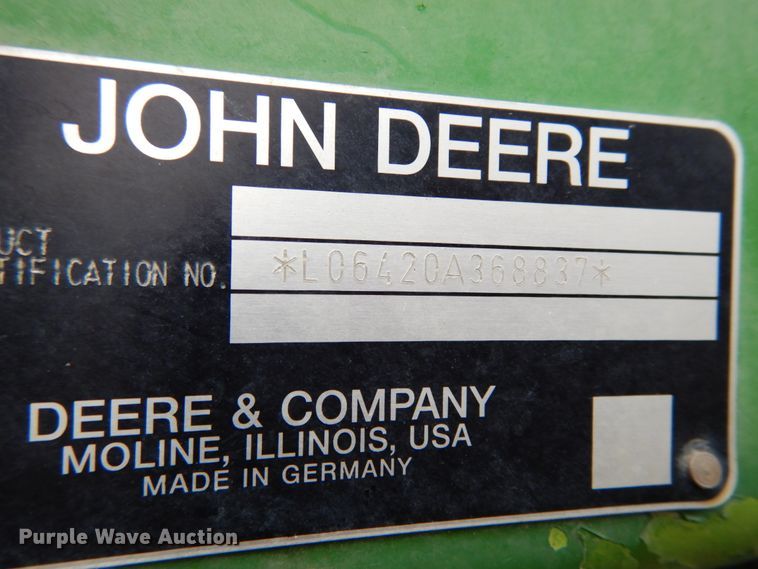 JOHN DEERE
UCT
TIFICATION NO.
*L06420A368837*
DEERE & COMPANY
MOLINE, ILLINOIS, USA
MADE IN GERMANY
Purple Wave Auction